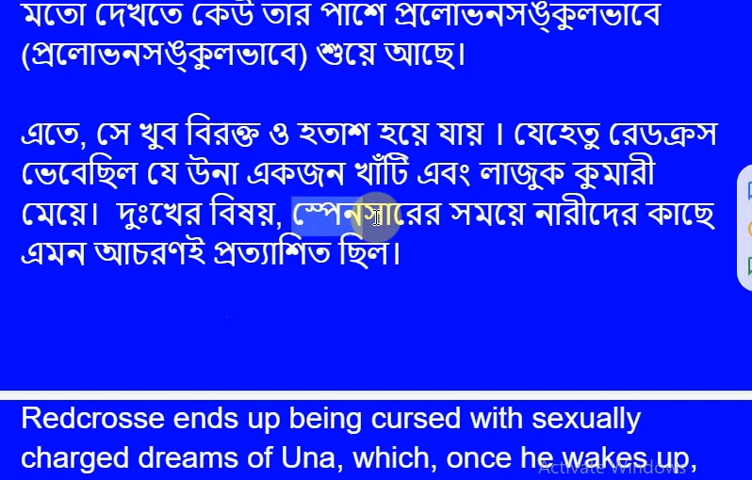 মতো দেখতে কেউ তার পাশে প্রলোভনসঙ্কুলভাবে
(প্রলোভনসঙ্কুলভাবে) শুয়ে আছে।
এতে, সে খুব বিরক্ত ও হতাশ হয়ে যায় । যেহেতু রেডক্রস
ভেবেছিল যে উনা একজন খাঁটি এবং লাজুক কুমারী
মেয়ে। দুঃখের বিষয়, স্পেনসারের সময়ে নারীদের কাছে
এমন আচরণই প্রত্যাশিত ছিল।
Redcrosse ends up being cursed with sexually
charged dreams of Una, which, once he wakes up,
Activate Windows